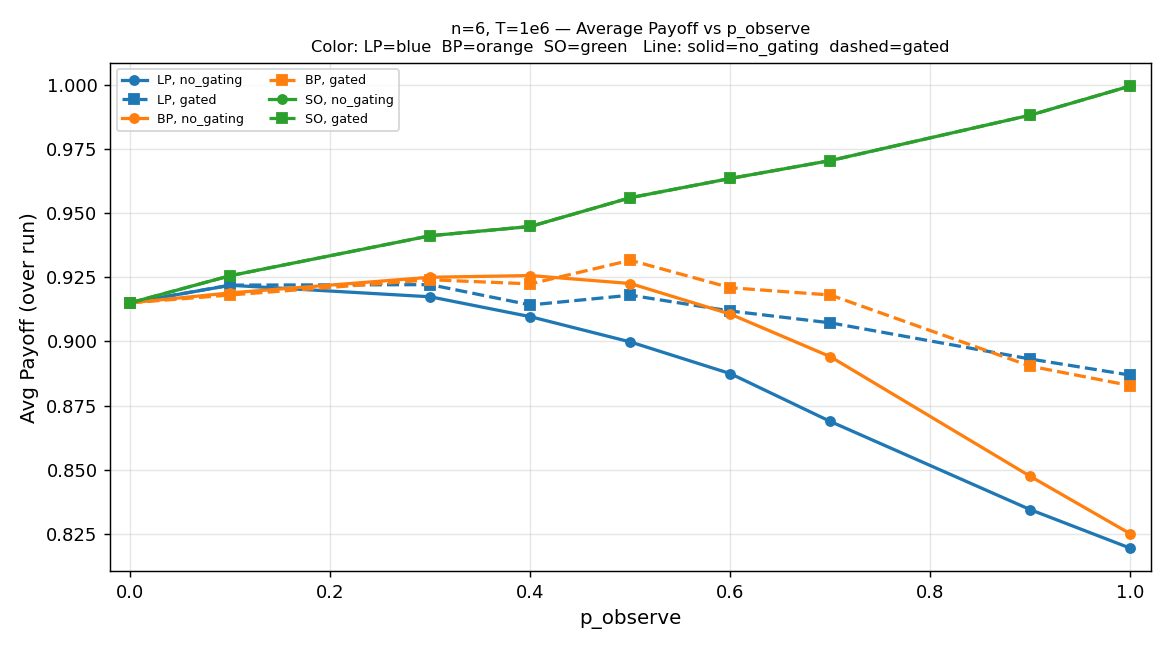 n=6, T=1e6 — Average Payoff vs p_observe
Color: LP=blue  BP=orange  SO=green   Line: solid=no_gating  dashed=gated
LP, no_gating
LP, gated
BP, no_gating
BP, gated
SO, no_gating
SO, gated
Avg Payoff (over run)
1.000
0.975
0.950
0.925
0.900
0.875
0.850
0.825
0.0
0.2
0.4
0.6
0.8
1.0
p_observe